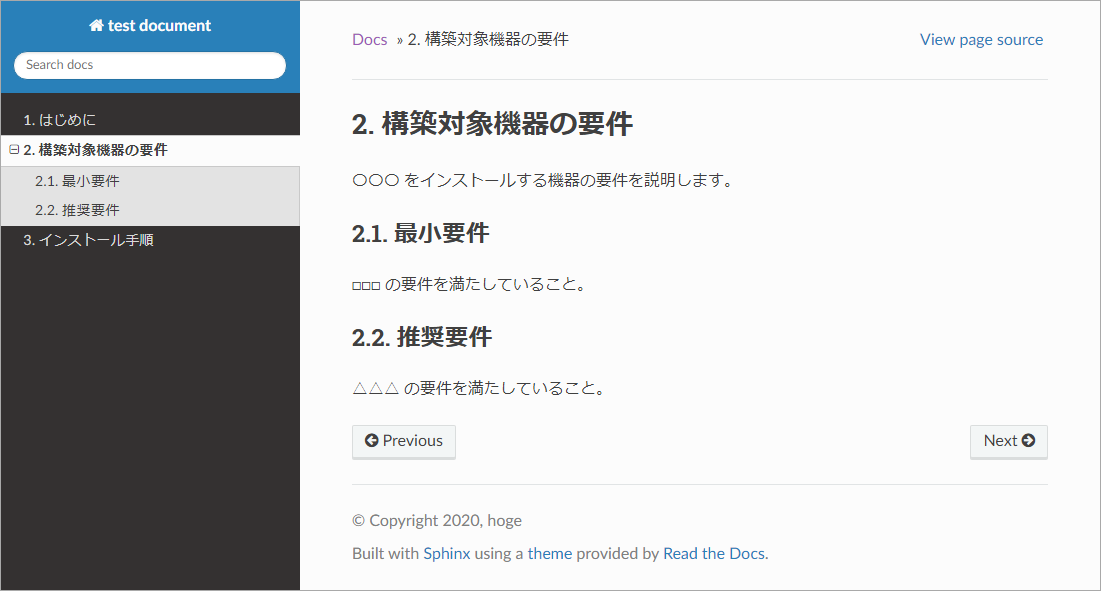 test document
Search docs
1. はじめに
2. 構築対象機器の要件
2.1. 最小要件
2.2. 推奨要件
3. インストール手順
Docs » 2. 構築対象機器の要件
View page source
2. 構築対象機器の要件
〇〇〇 をインストールする機器の要件を説明します。
2.1. 最小要件
□□□ の要件を満たしていること。
2.2. 推奨要件
△△△ の要件を満たしていること。
Previous
Next
© Copyright 2020, hoge
Built with Sphinx using a theme provided by Read the Docs.